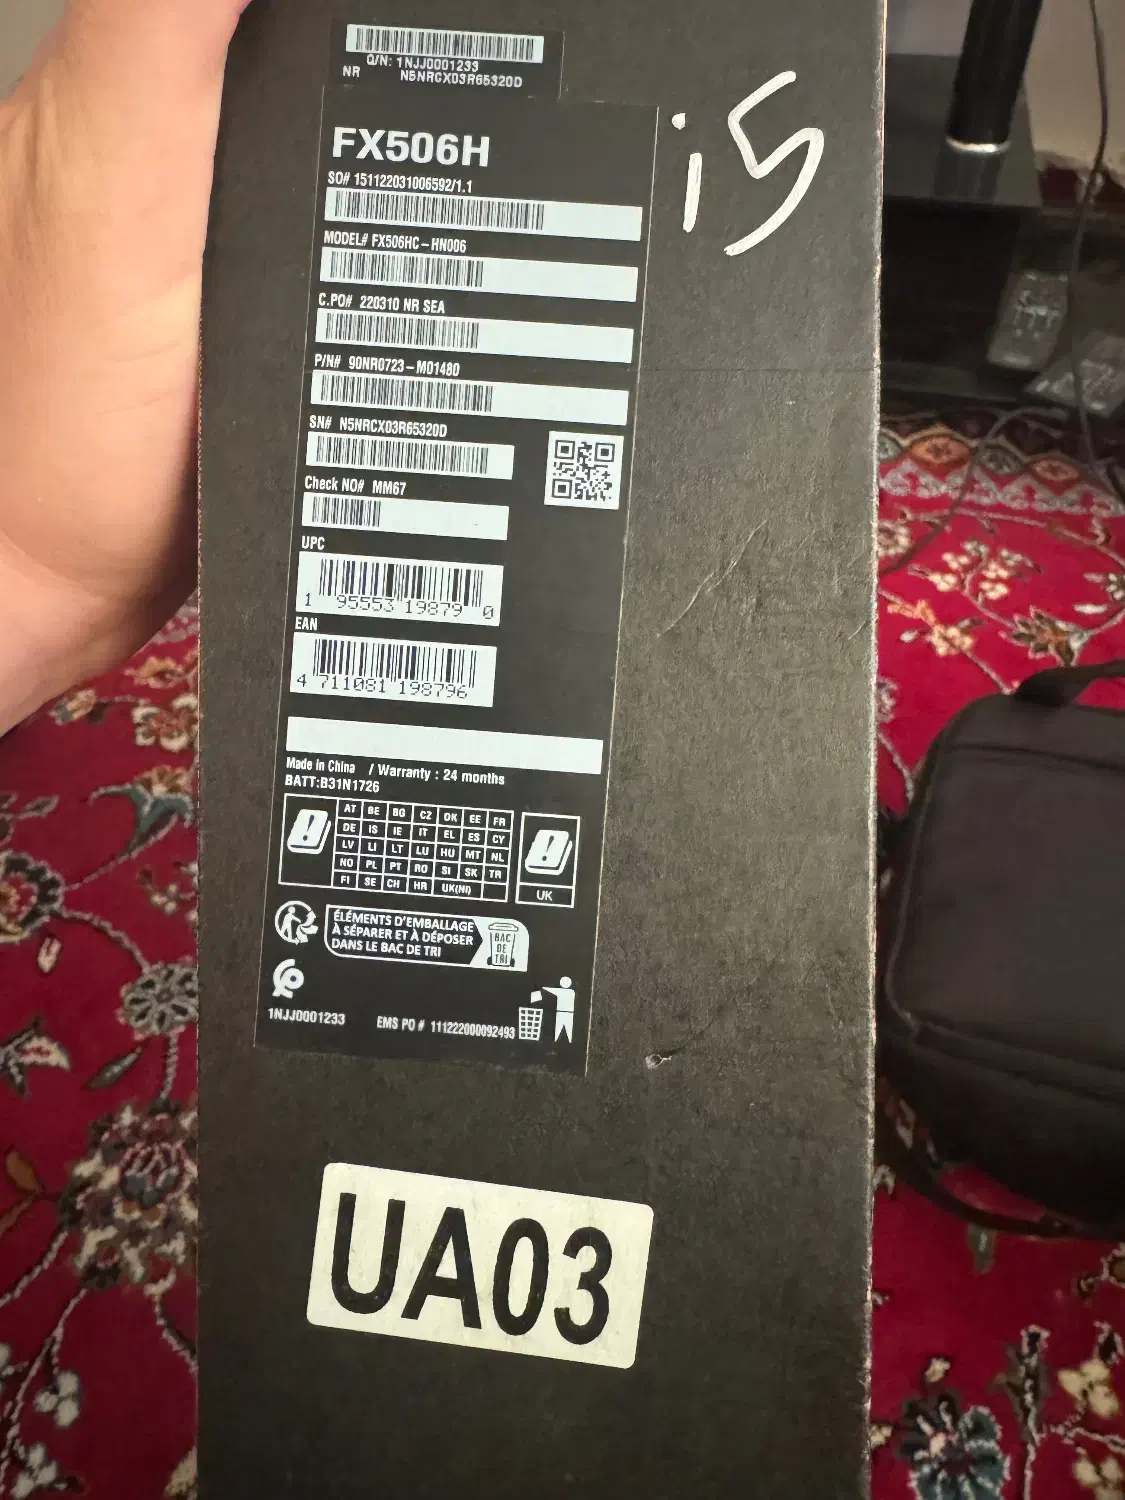 Q/N: 1NJJ0001233
NR N5NRCX03R65320D
i5
FX506H
SO# 151122031006592/1.1
MODEL# FX506HC-HN006
C.PO# 220310 NR SEA
P/N# 90NR0723-M01480
SN# N5NRCX03R65320D
Check NO# MM67
UPC
1 95553 19879 0
EAN
4 711081 198796
Made in China / Warranty : 24 months
BATT:B31N1726
AT BE BG CZ DK EE FR
DE IS IE IT EL ES CY
LV LI LT LU HU MT NL
NO PL PT RO SI SK TR
FI SE CH HR UK(NI)
UK
ÉLÉMENTS D'EMBALLAGE
À SÉPARER ET À DÉPOSER
DANS LE BAC DE TRI
BAC
DE
TRI
1NJJ0001233 EMS PO # 111222000092493
UA03